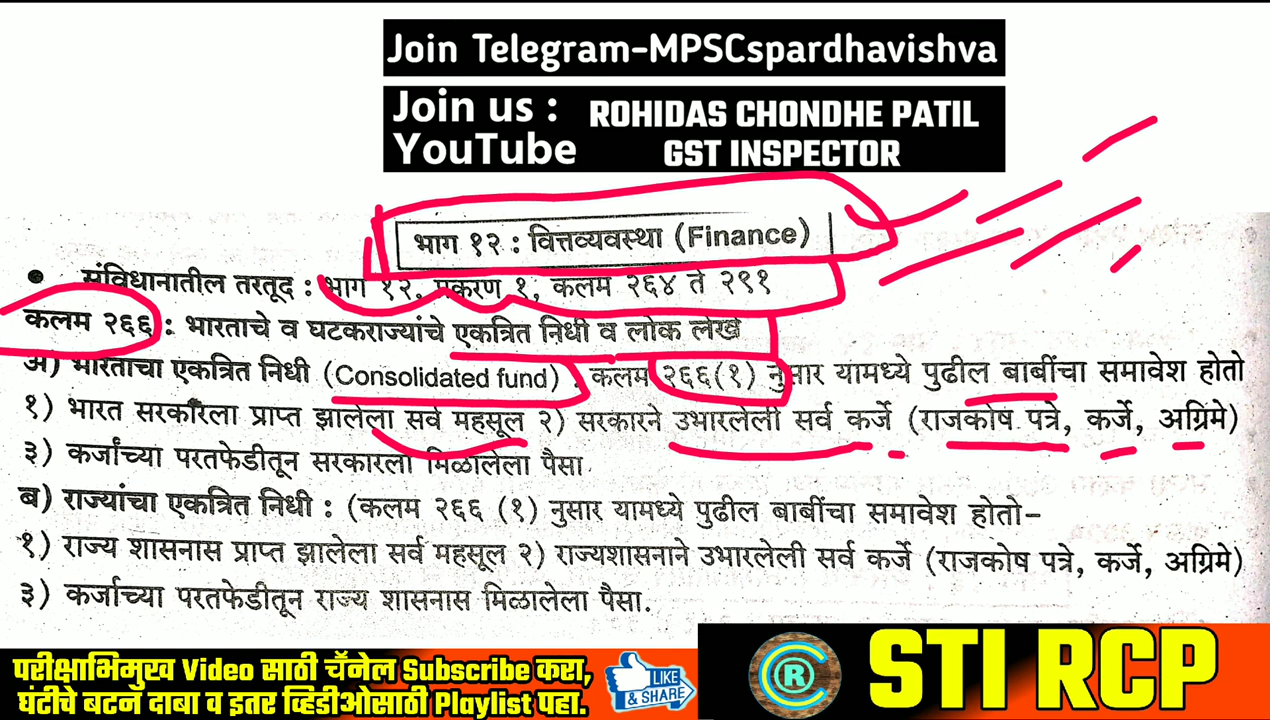 Join Telegram-MPSCspardhavishva
Join us : ROHIDAS CHONDHE PATIL
YouTube GST INSPECTOR
भाग १२ : वित्तव्यवस्था (Finance)
• संविधानातील तरतूद : भाग १२. प्रकरण १, कलम २६४ ते २९१
कलम २६६ : भारताचे व घटकराज्यांचे एकत्रित निधी व लोक लेखे
अ) भारताचा एकत्रित निधी (Consolidated fund) : कलम २६६(१) नुसार यामध्ये पुढील बाबींचा समावेश होतो
१) भारत सरकारला प्राप्त झालेला सर्व महसूल २) सरकारने उभारलेली सर्व कर्जे (राजकोष पत्रे, कर्जे, अग्रिमे)
३) कर्जांच्या परतफेडीतून सरकारला मिळालेला पैसा.
ब) राज्यांचा एकत्रित निधी : (कलम २६६ (१) नुसार यामध्ये पुढील बाबींचा समावेश होतो–
१) राज्य शासनास प्राप्त झालेला सर्व महसूल २) राज्यशासनाने उभारलेली सर्व कर्जे (राजकोष पत्रे, कर्जे, अग्रिमे)
३) कर्जाच्या परतफेडीतून राज्य शासनास मिळालेला पैसा.
परीक्षाभिमुख Video साठी चॅनेल Subscribe करा,
घंटीचे बटन दाबा व इतर व्हिडीओसाठी Playlist पहा.
LIKE
& SHARE
C R
STI RCP